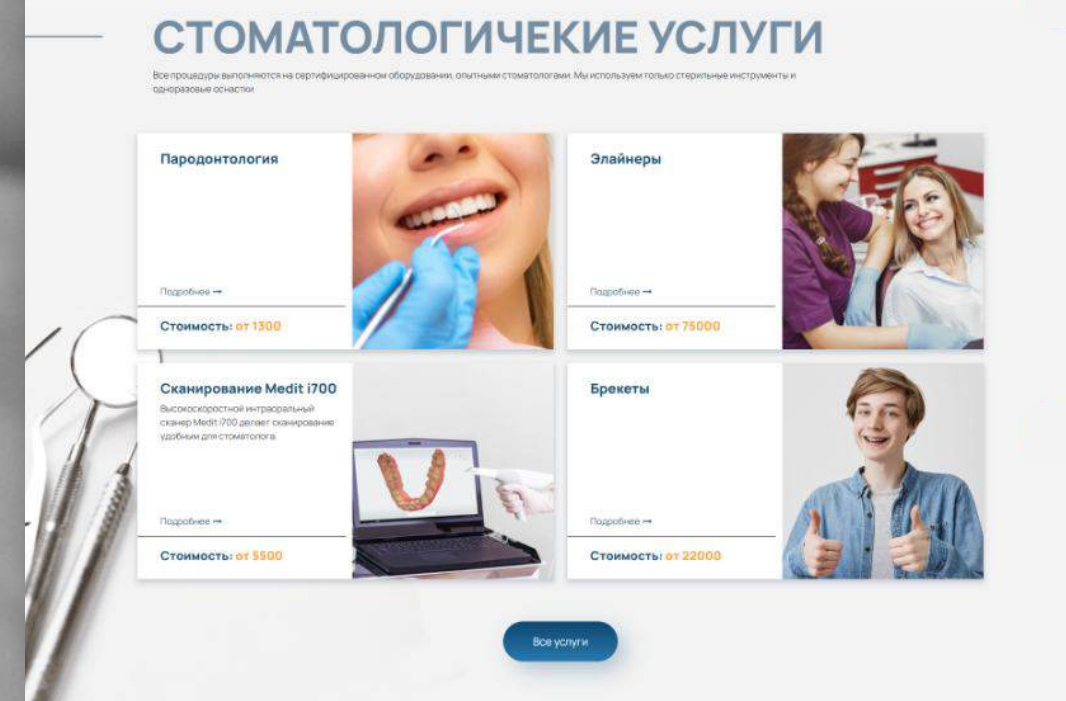 СТОМАТОЛОГИЧЕКИЕ УСЛУГИ
Все процедуры выполняются на сертифицированном оборудовании, опытными стоматологами. Мы используем только стерильные инструменты и
одноразовые оснастки
Пародонтология
Подробнее →
Стоимость: от 1300
Элайнеры
Подробнее →
Стоимость: от 75000
Сканирование Medit i700
Высокоскоростной интраоральный
сканер Medit i700 делает сканирование
удобным для стоматолога.
Подробнее →
Стоимость: от 5500
Брекеты
Подробнее →
Стоимость: от 22000
Все услуги